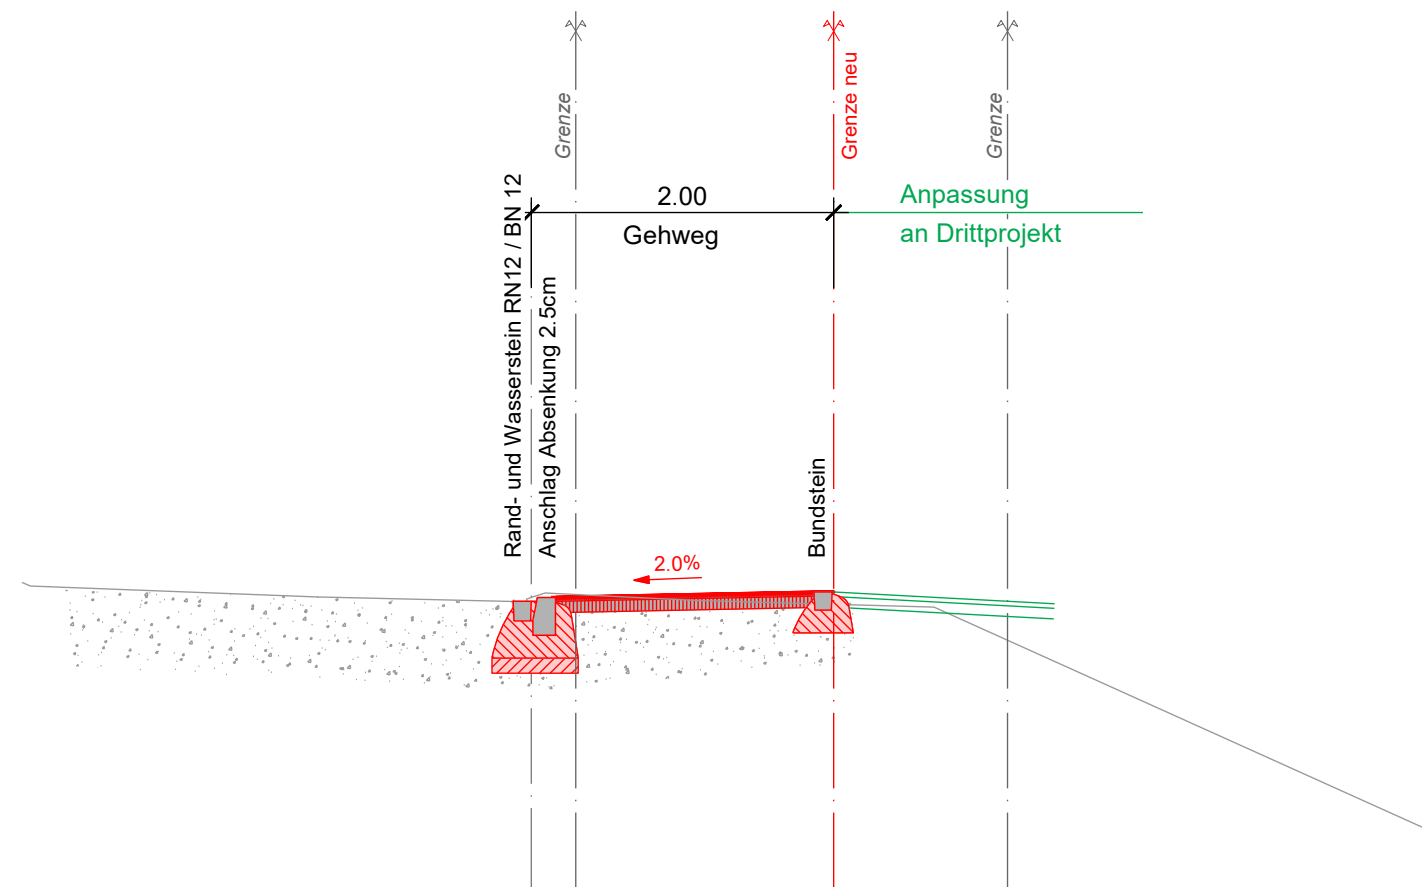 Grenze
Grenze neu
Grenze
Rand- und Wasserstein RN12 / BN 12
Anschlag Absenkung 2.5cm
2.00
Gehweg
Anpassung
an Drittprojekt
Bundstein
2.0%